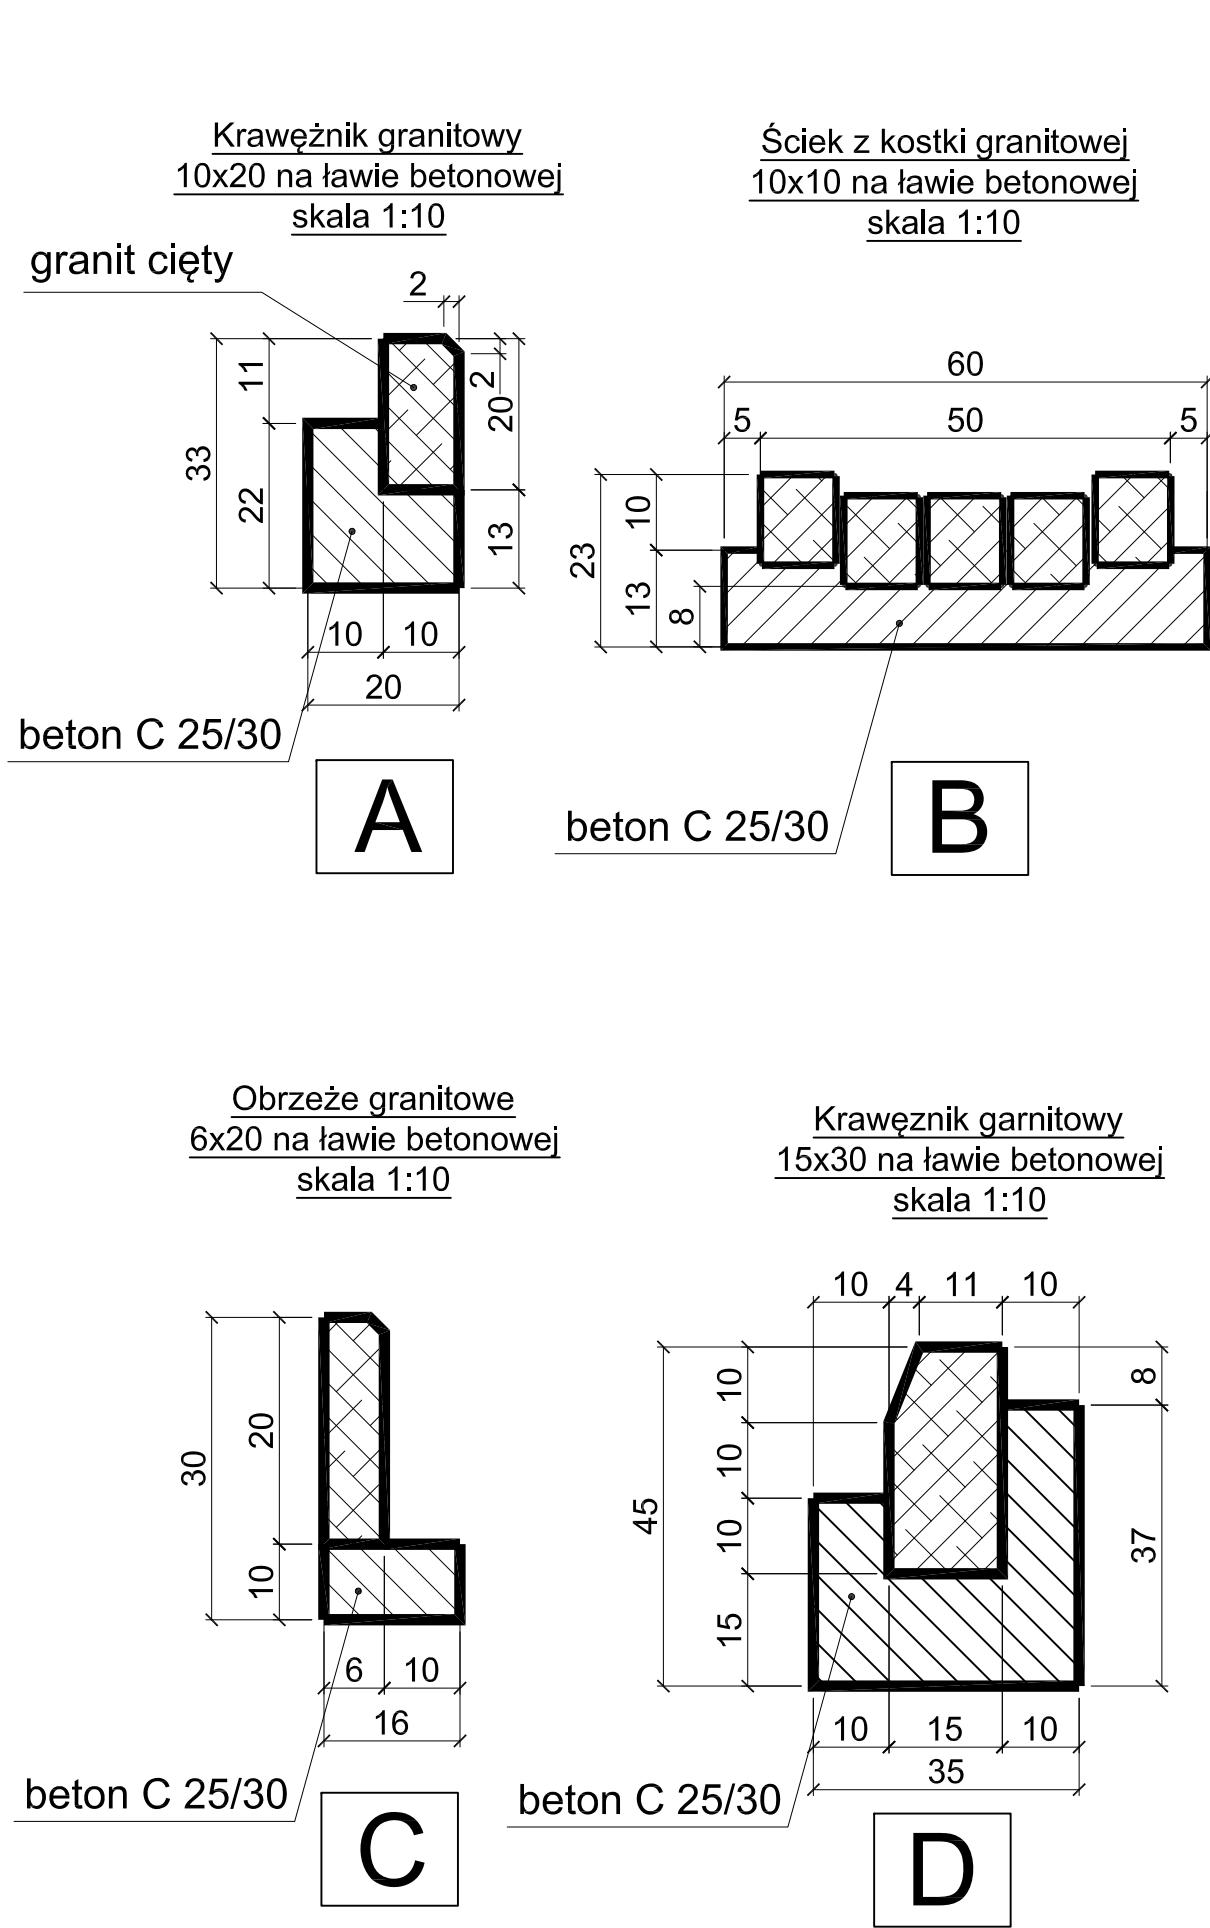 Krawężnik granitowy
10x20 na ławie betonowej
skala 1:10
granit cięty
2
11
33
22
2
20
13
10 10
20
beton C 25/30
A
Ściek z kostki granitowej
10x10 na ławie betonowej
skala 1:10
60
5 50 5
10
23
13
8
beton C 25/30
B
Obrzeże granitowe
6x20 na ławie betonowej
skala 1:10
20
30
10
6 10
16
beton C 25/30
C
Krawęznik garnitowy
15x30 na ławie betonowej
skala 1:10
10 4 11 10
10
8
10
45
10
37
15
10 15 10
35
beton C 25/30
D